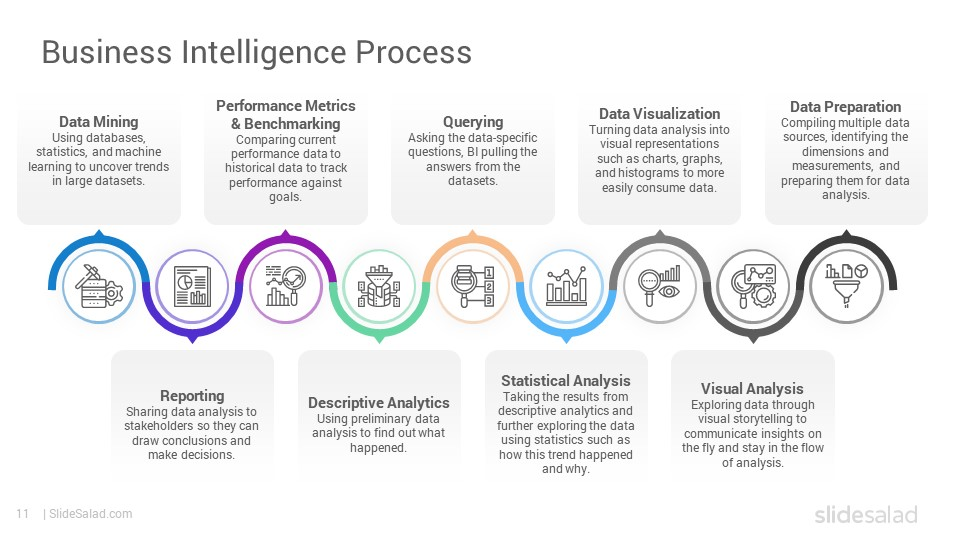 Business Intelligence Process
Data Mining
Using databases,
statistics, and machine
learning to uncover trends
in large datasets.
Performance Metrics
& Benchmarking
Comparing current
performance data to
historical data to track
performance against
goals.
Querying
Asking the data-specific
questions, BI pulling the
answers from the
datasets.
Data Visualization
Turning data analysis into
visual representations
such as charts, graphs,
and histograms to more
easily consume data.
Data Preparation
Compiling multiple data
sources, identifying the
dimensions and
measurements, and
preparing them for data
analysis.
1
2
3
Reporting
Sharing data analysis to
stakeholders so they can
draw conclusions and
make decisions.
Descriptive Analytics
Using preliminary data
analysis to find out what
happened.
Statistical Analysis
Taking the results from
descriptive analytics and
further exploring the data
using statistics such as
how this trend happened
and why.
Visual Analysis
Exploring data through
visual storytelling to
communicate insights on
the fly and stay in the flow
of analysis.
11 | SlideSalad.com
slidesalad